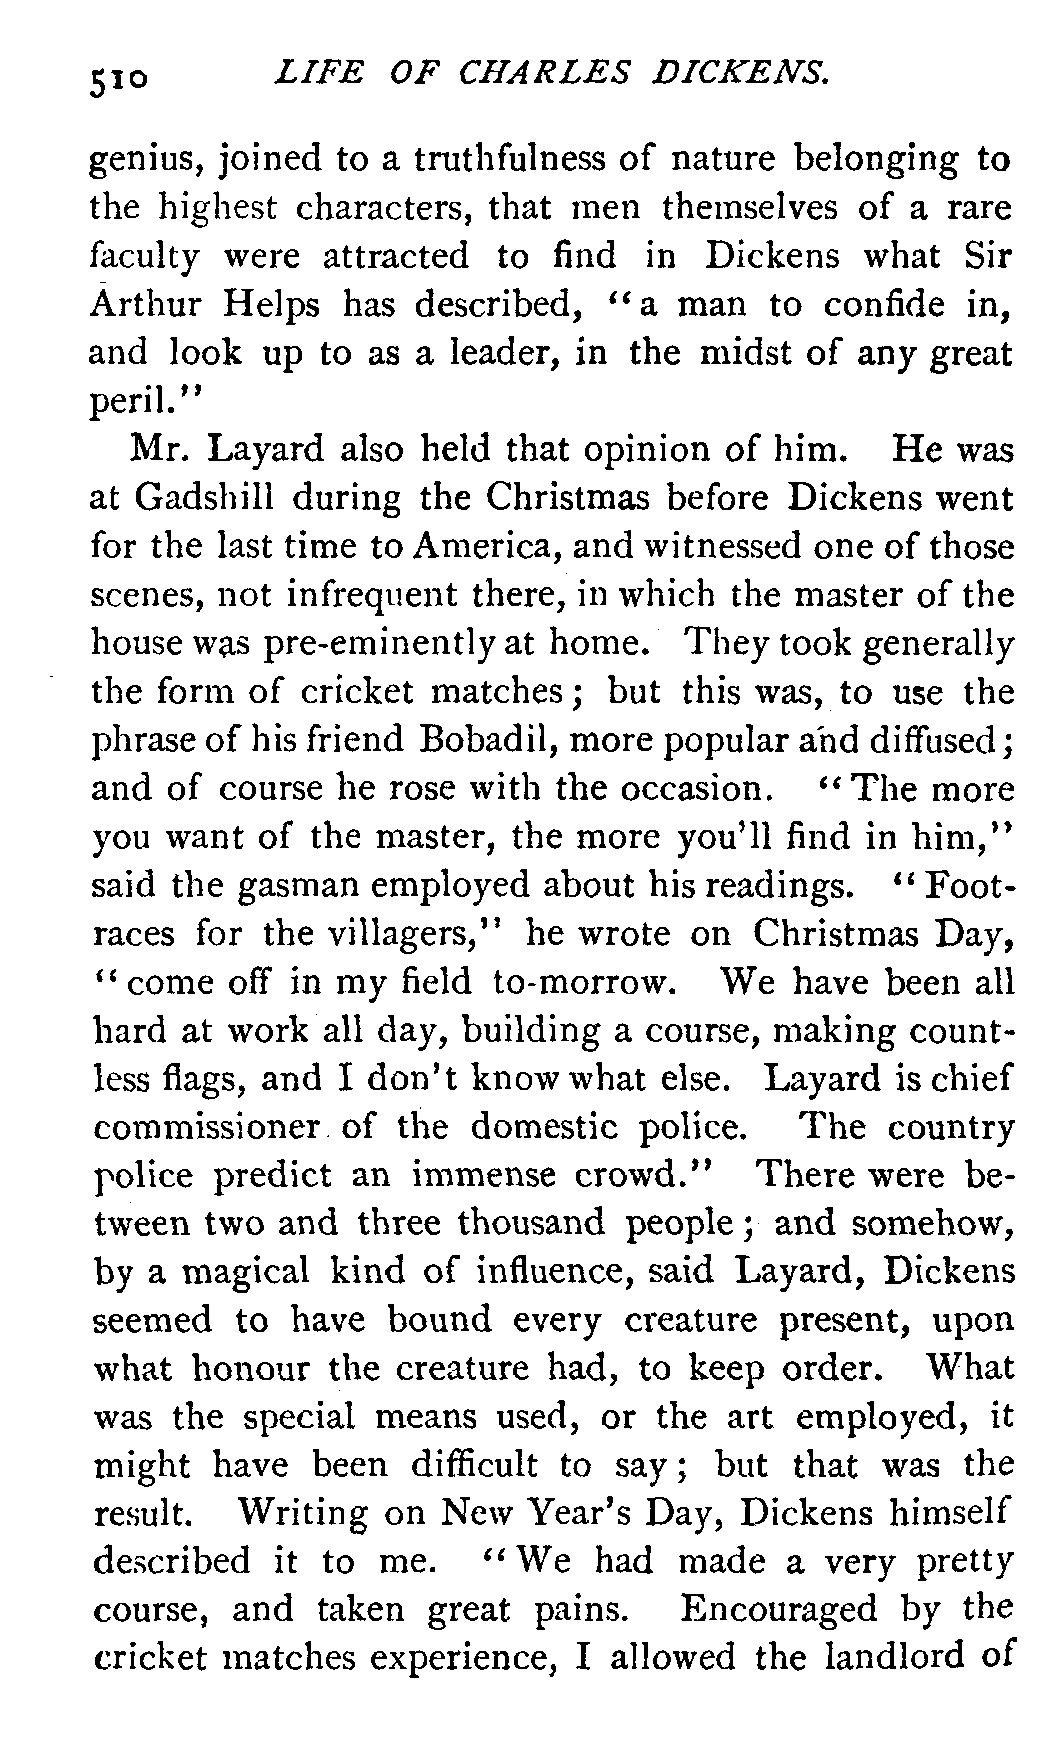 510 LIFE OF CHARLES DICKENS.
genius, joined to a truthfulness of nature belonging to
the highest characters, that men themselves of a rare
faculty were attracted to find in Dickens what Sir
Arthur Helps has described, “a man to confide in,
and look up to as a leader, in the midst of any great
peril.”
Mr. Layard also held that opinion of him. He was
at Gadshill during the Christmas before Dickens went
for the last time to America, and witnessed one of those
scenes, not infrequent there, in which the master of the
house was pre-eminently at home. They took generally
the form of cricket matches; but this was, to use the
phrase of his friend Bobadil, more popular and diffused;
and of course he rose with the occasion. “The more
you want of the master, the more you'll find in him,”
said the gasman employed about his readings. “Foot-
races for the villagers,” he wrote on Christmas Day,
“come off in my field to-morrow. We have been all
hard at work all day, building a course, making count-
less flags, and I don't know what else. Layard is chief
commissioner of the domestic police. The country
police predict an immense crowd.” There were be-
tween two and three thousand people; and somehow,
by a magical kind of influence, said Layard, Dickens
seemed to have bound every creature present, upon
what honour the creature had, to keep order. What
was the special means used, or the art employed, it
might have been difficult to say; but that was the
result. Writing on New Year's Day, Dickens himself
described it to me. “We had made a very pretty
course, and taken great pains. Encouraged by the
cricket matches experience, I allowed the landlord of